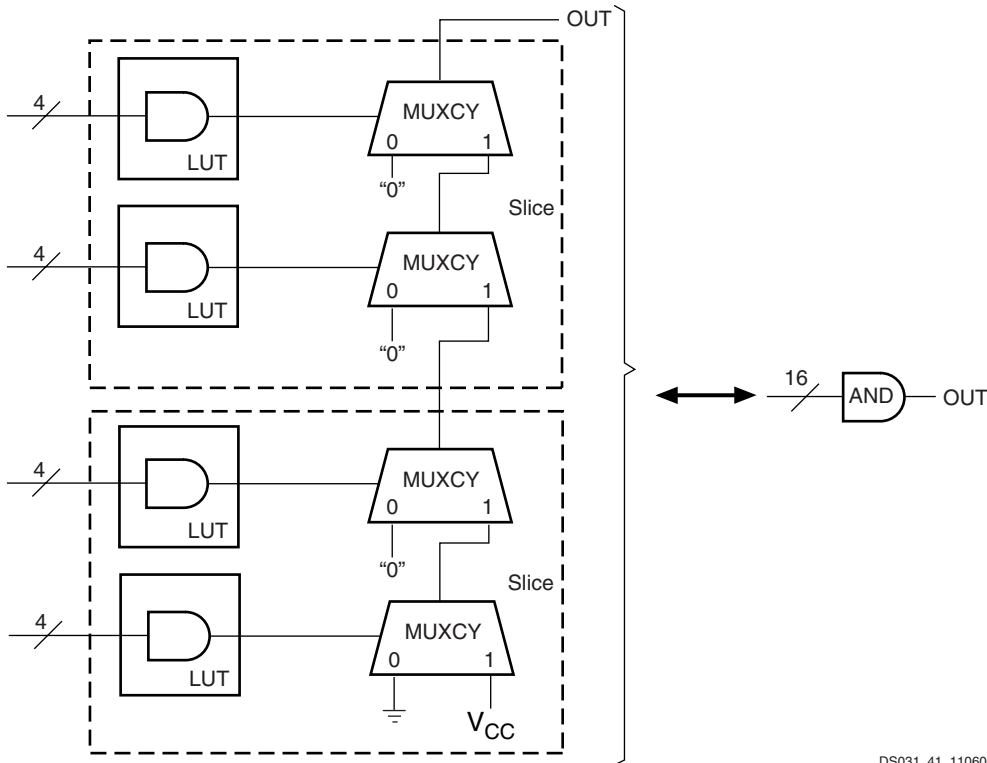 OUT
4
LUT
MUXCY
0 1
“0”
Slice
4
LUT
MUXCY
0 1
“0”
16
AND
OUT
4
LUT
MUXCY
0 1
“0”
Slice
4
LUT
MUXCY
0 1
VCC
DS031_41_11060